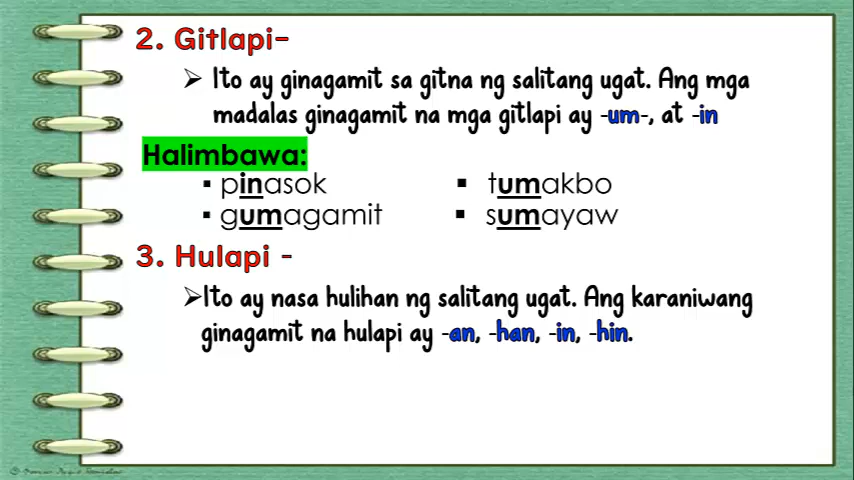 2. Gitlapi-
➢ Ito ay ginagamit sa gitna ng salitang ugat. Ang mga
madalas ginagamit na mga gitlapi ay -um-, at -in
Halimbawa:
▪ pinasok ▪ tumakbo
▪ gumagamit ▪ sumayaw
3. Hulapi -
➢Ito ay nasa hulihan ng salitang ugat. Ang karaniwang
ginagamit na hulapi ay -an, -han, -in, -hin.